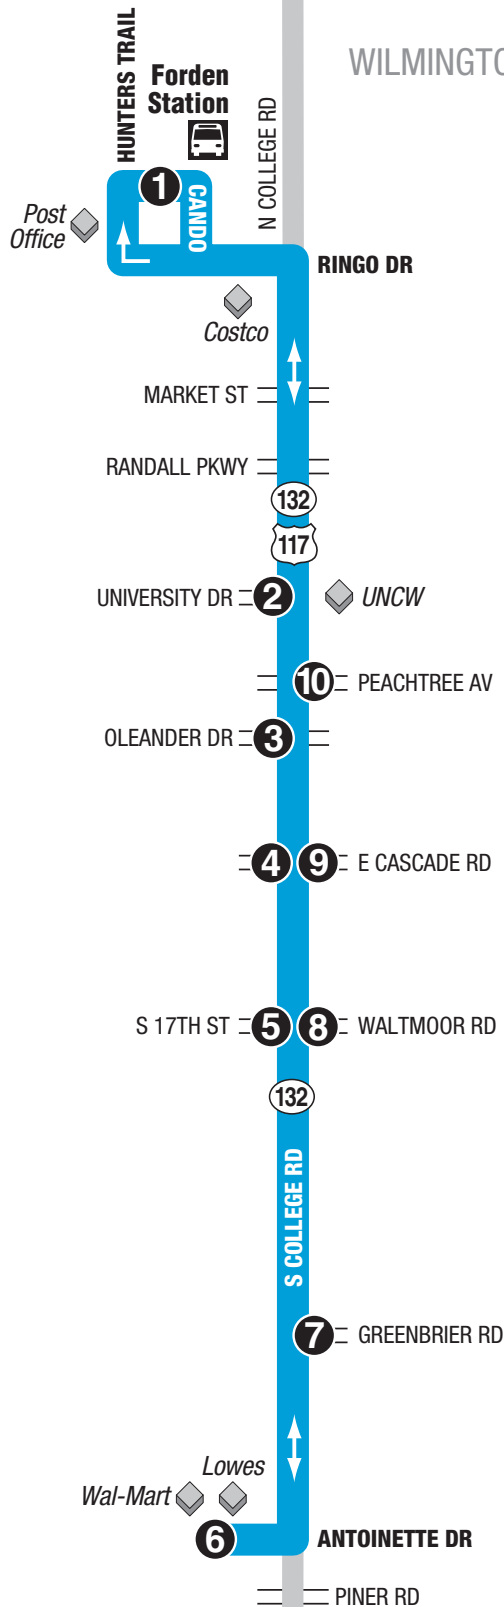 WILMINGTO
HUNTERS TRAIL
Forden
Station
N COLLEGE RD
1
CANDO
Post
Office
RINGO DR
Costco
MARKET ST
RANDALL PKWY
132
117
UNIVERSITY DR
2
UNCW
10
PEACHTREE AV
OLEANDER DR
3
4
9
E CASCADE RD
S 17TH ST
5
8
WALTMOOR RD
132
S COLLEGE RD
7
GREENBRIER RD
Lowes
Wal-Mart
6
ANTOINETTE DR
PINER RD